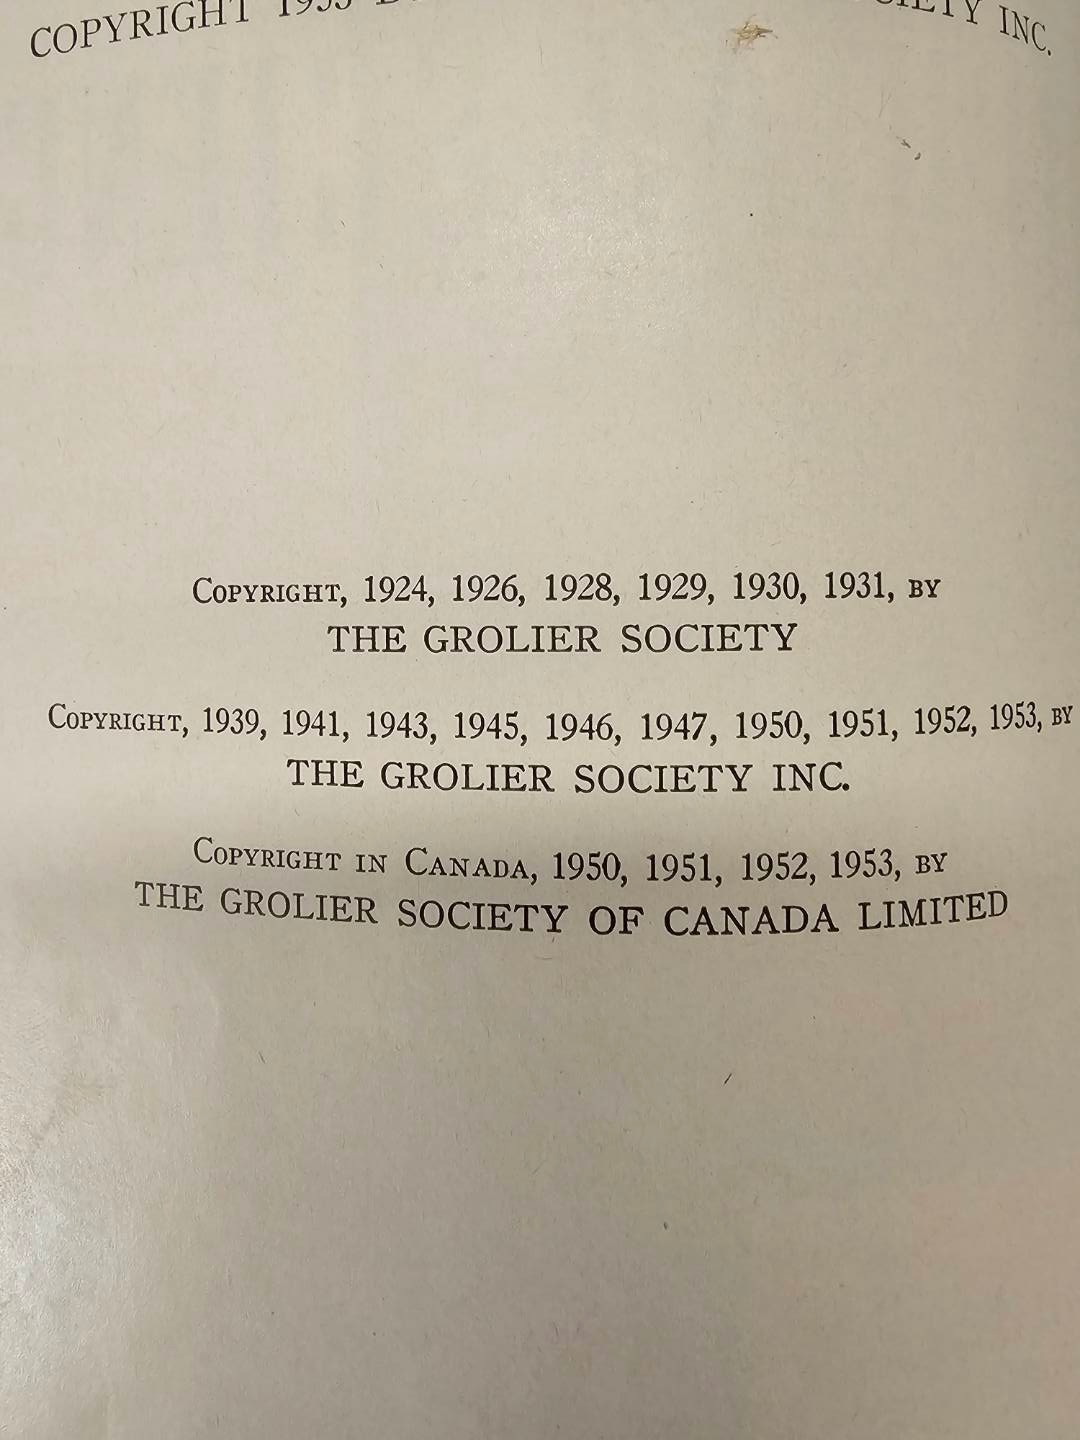 COPYRIGHT
INC.
COPYRIGHT, 1924, 1926, 1928, 1929, 1930, 1931, BY
THE GROLIER SOCIETY
COPYRIGHT, 1939, 1941, 1943, 1945, 1946, 1947, 1950, 1951, 1952, 1953, BY
THE GROLIER SOCIETY INC.
COPYRIGHT IN CANADA, 1950, 1951, 1952, 1953, BY
THE GROLIER SOCIETY OF CANADA LIMITED